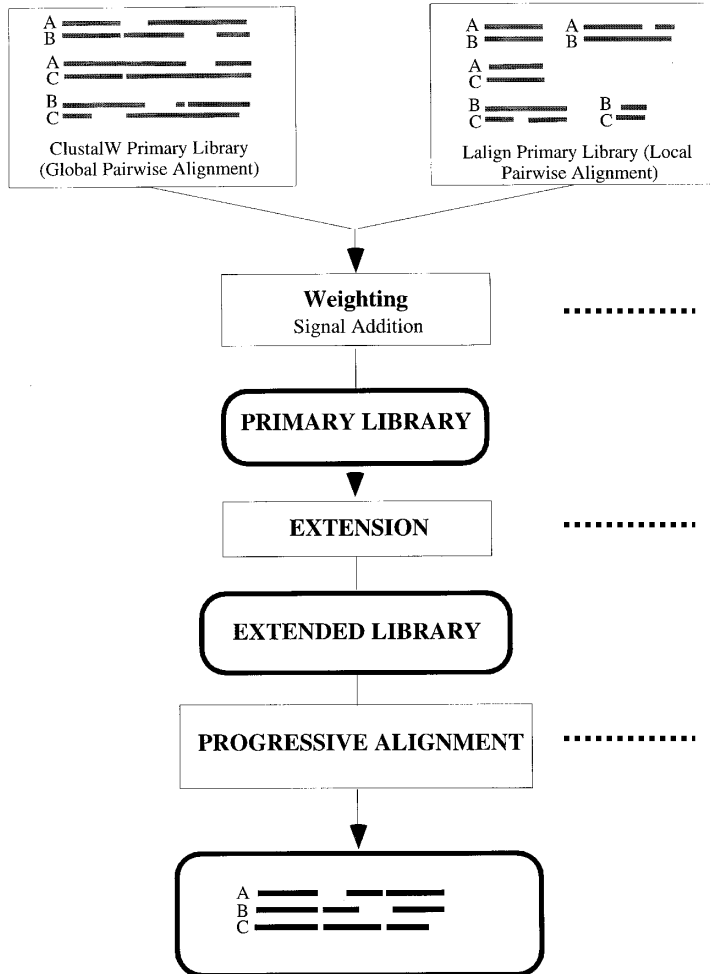 A
B
A
C
B
C
ClustalW Primary Library
(Global Pairwise Alignment)
A
B
A
B
A
C
B
C
B
C
Lalign Primary Library (Local
Pairwise Alignment)
Weighting
Signal Addition
PRIMARY LIBRARY
EXTENSION
EXTENDED LIBRARY
PROGRESSIVE ALIGNMENT
A
B
C